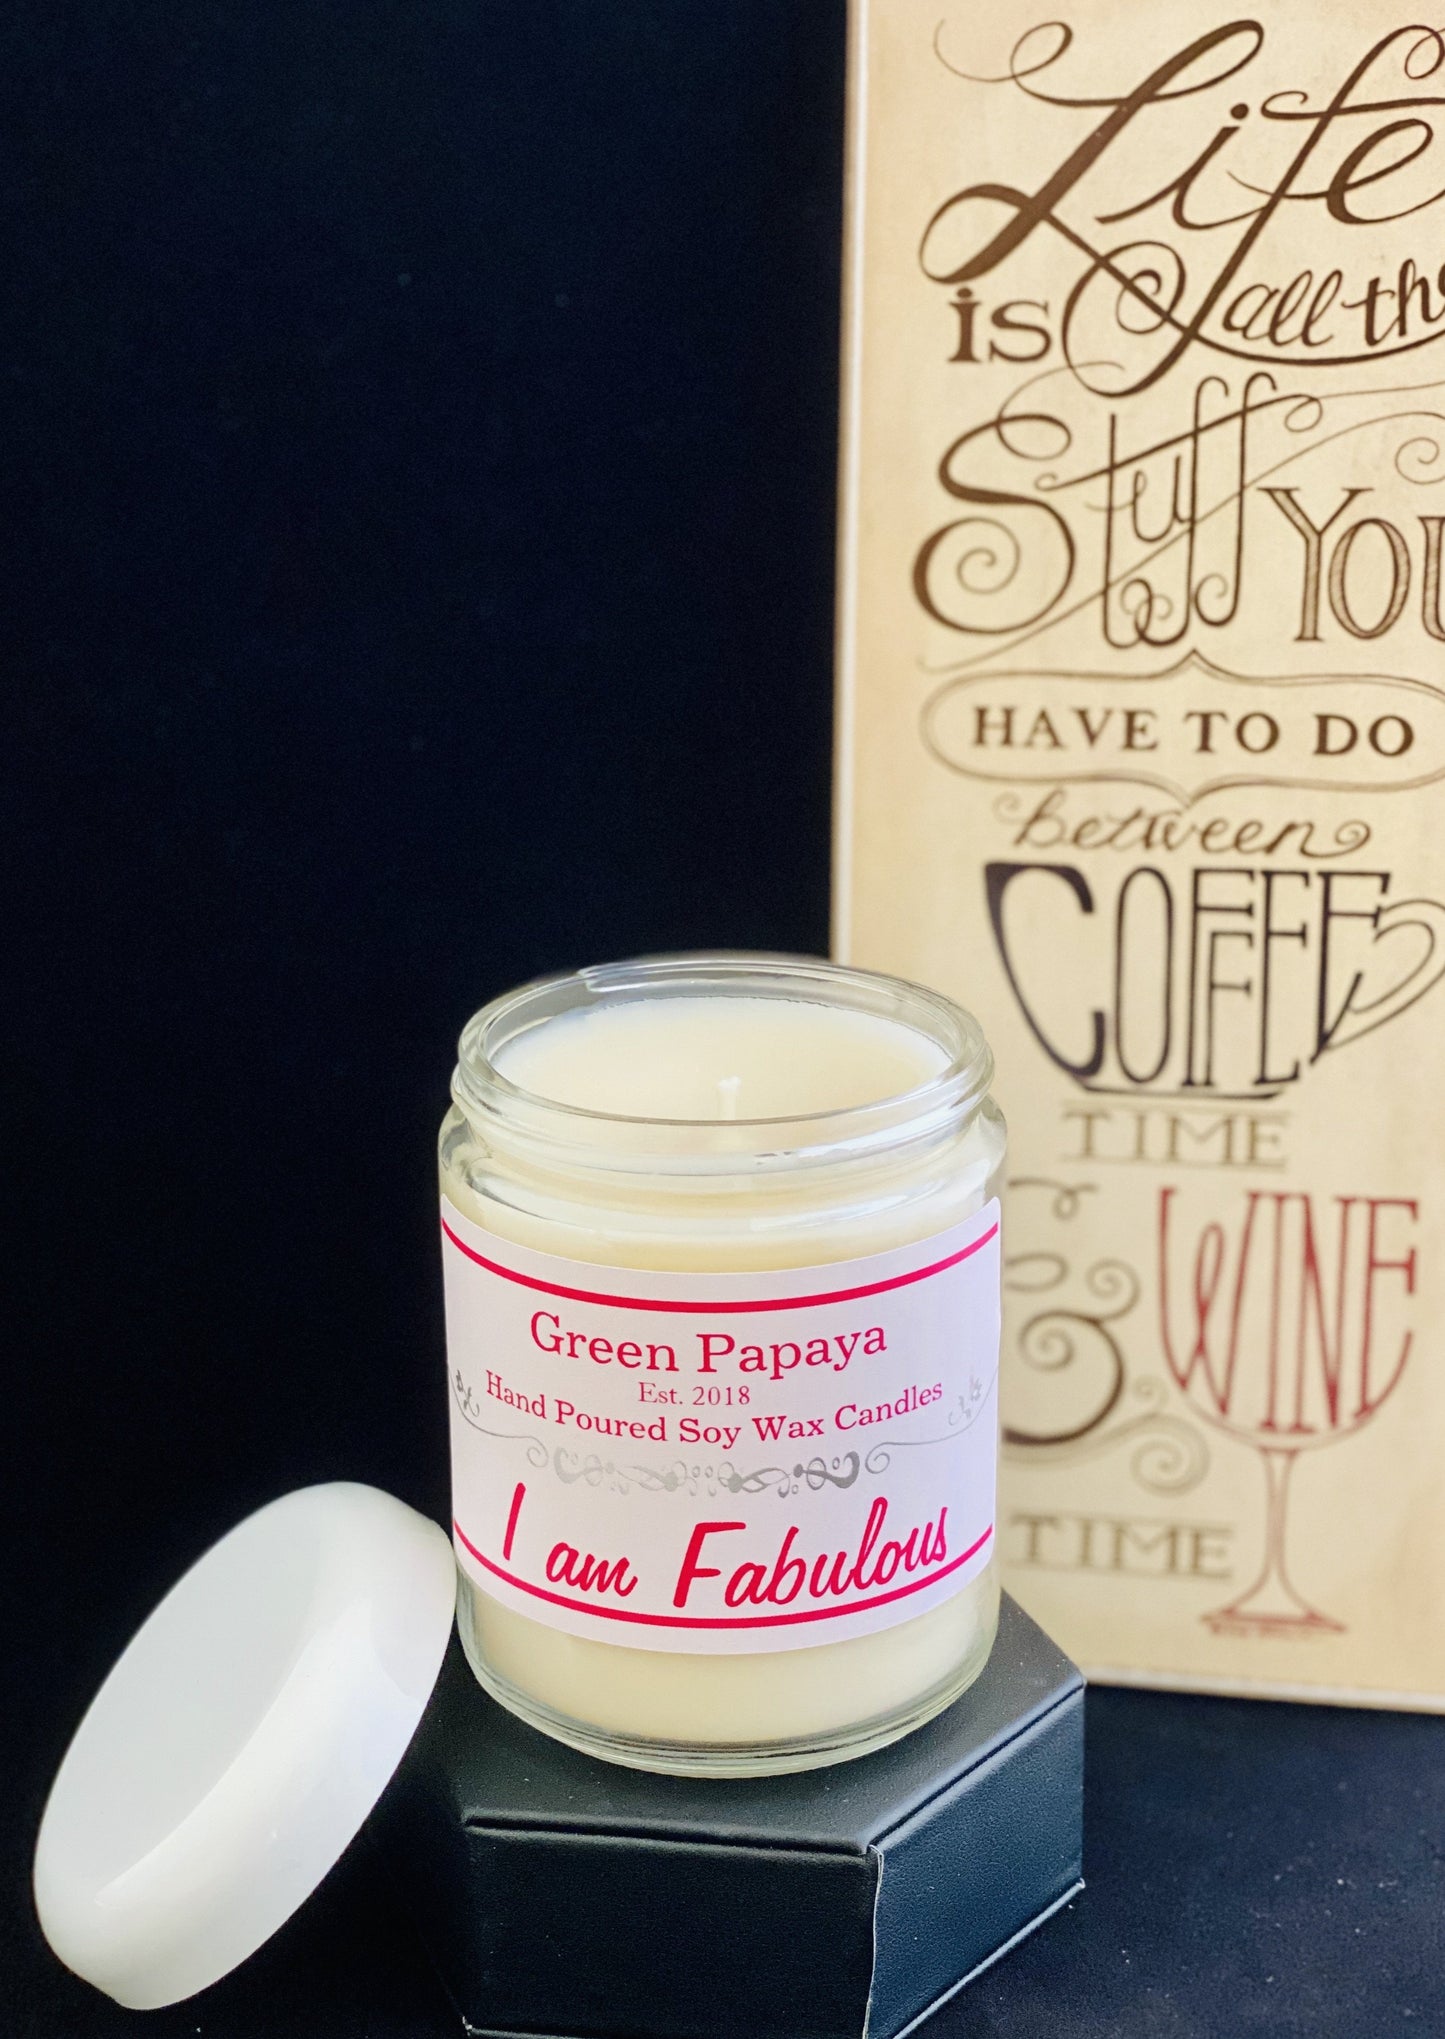 Life
is all the
Stuff YOU
HAVE TO DO
between
COFFEE
TIME
&
WINE
TIME
Green Papaya
Est. 2018
Hand Poured Soy Wax Candles
I am Fabulous